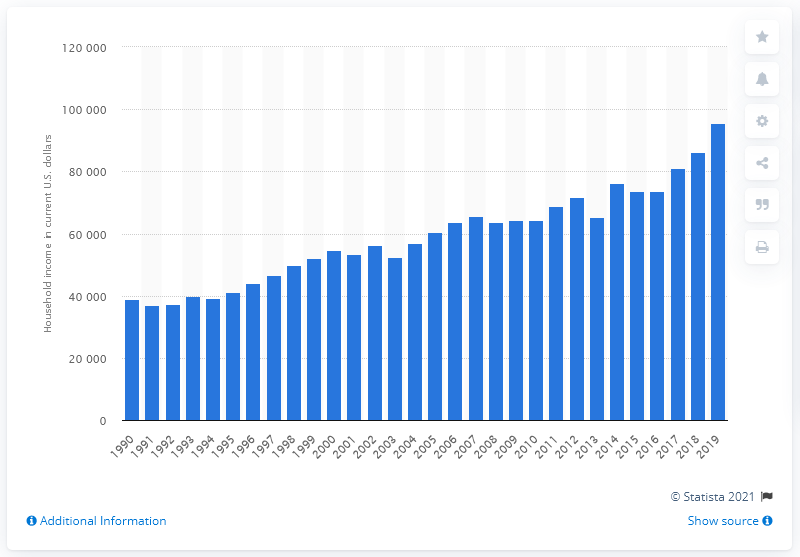 120 000
100 000
80 000
60 000
40 000
20 000
0
Household income in current U.S. dollars
1990 1991 1992 1993 1994 1995 1996 1997 1998 1999 2000 2001 2002 2003 2004 2005 2006 2007 2008 2009 2010 2011 2012 2013 2014 2015 2016 2017 2018 2019
© Statista 2021
Additional Information
Show source